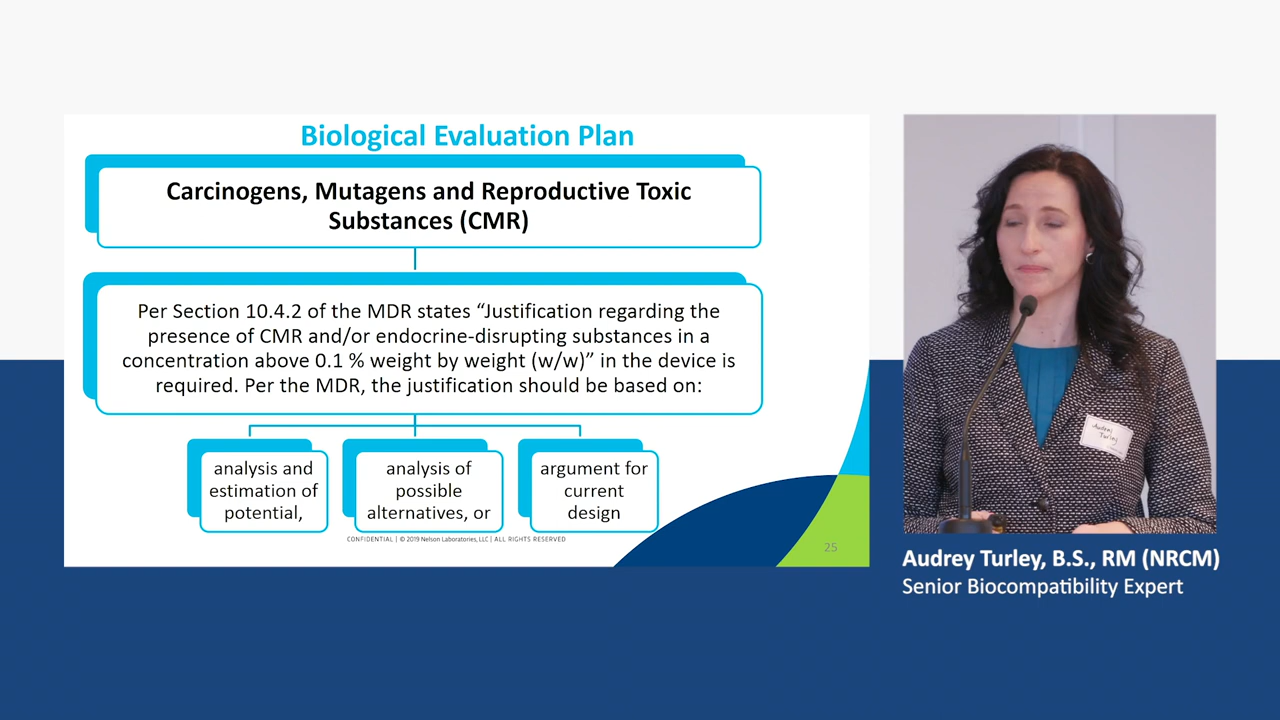 Biological Evaluation Plan
Carcinogens, Mutagens and Reproductive Toxic
Substances (CMR)
Per Section 10.4.2 of the MDR states “Justification regarding the
presence of CMR and/or endocrine-disrupting substances in a
concentration above 0.1 % weight by weight (w/w)” in the device is
required. Per the MDR, the justification should be based on:
analysis and
estimation of
potential,
analysis of
possible
alternatives, or
argument for
current
design
CONFIDENTIAL | © 2019 Nelson Laboratories, LLC | ALL RIGHTS RESERVED
25
Audrey
Turley
Audrey Turley, B.S., RM (NRCM)
Senior Biocompatibility Expert